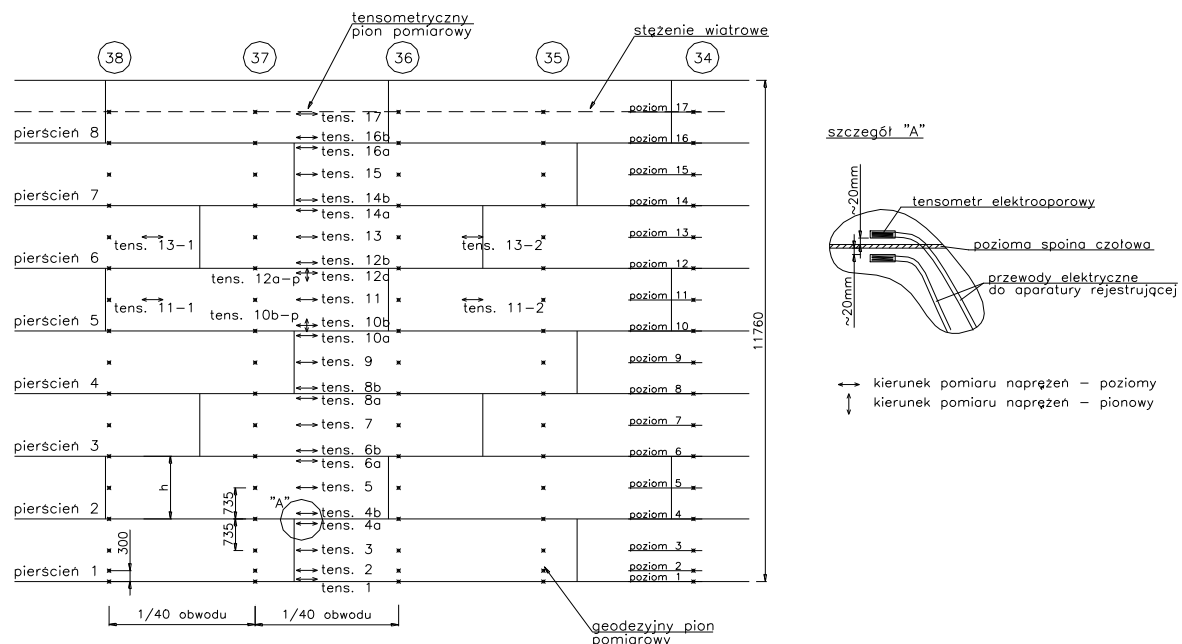 tensometryczny
pion pomiarowy
stężenie wiatrowe
38
37
36
35
34
poziom 17
tens. 17
pierścień 8
tens. 16b
poziom 16
tens. 16a
tens. 15
poziom 15
pierścień 7
tens. 14b
poziom 14
tens. 14a
tens. 13-1
tens. 13
tens. 13-2
poziom 13
pierścień 6
tens. 12b
poziom 12
tens. 12a-p
tens. 12a
tens. 11-1
tens. 11
tens. 11-2
poziom 11
tens. 10b-p
pierścień 5
tens. 10b
poziom 10
tens. 10a
tens. 9
poziom 9
pierścień 4
tens. 8b
poziom 8
tens. 8a
tens. 7
poziom 7
pierścień 3
tens. 6b
poziom 6
tens. 6a
h
tens. 5
poziom 5
735
"A"
pierścień 2
tens. 4b
poziom 4
tens. 4a
735
300
tens. 3
poziom 3
pierścień 1
tens. 2
poziom 2
poziom 1
tens. 1
11760
1/40 obwodu
1/40 obwodu
geodezyjny pion
pomiarowy
szczegół "A"
~20mm
tensometr elektrooporowy
pozioma spoina czołowa
przewody elektryczne
do aparatury rejestrującej
~20mm
kierunek pomiaru naprężeń – poziomy
kierunek pomiaru naprężeń – pionowy